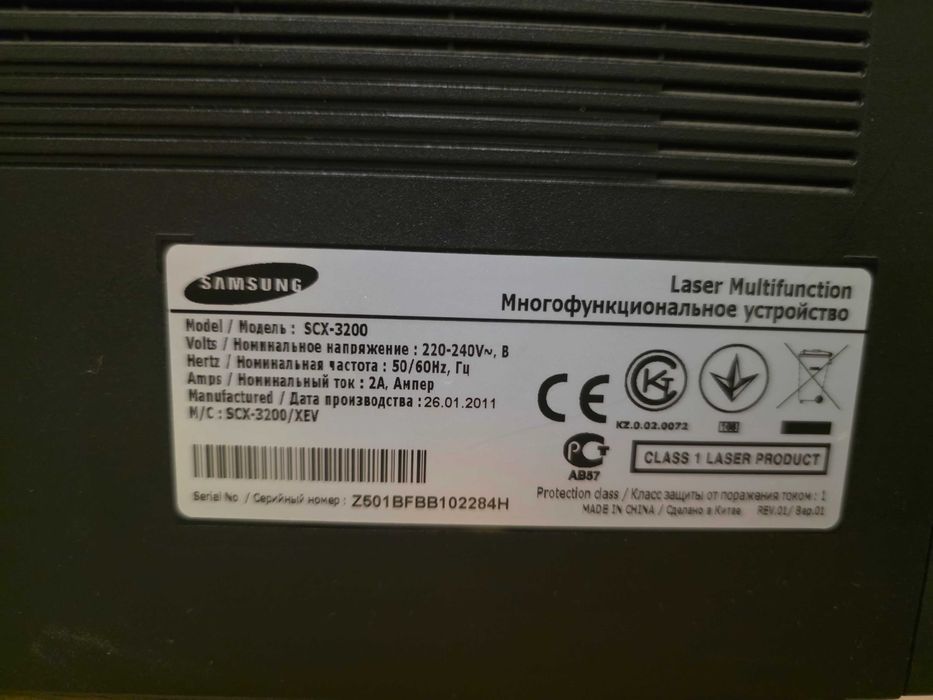 SAMSUNG
Laser Multifunction
Многофункциональное устройство
Model / Модель : SCX-3200
Volts / Номинальное напряжение : 220-240V~, В
Hertz / Номинальная частота : 50/60Hz, Гц
Amps / Номинальный ток : 2A, Ампер
Manufactured / Дата производства : 26.01.2011
M/C : SCX-3200/XEV
CE
KZ.0.02.0072
РСТ
АВ57
CLASS 1 LASER PRODUCT
Serial No / Серийный номер : Z501BFBB102284H
Protection class / Класс защиты от поражения током : 1
MADE IN CHINA / Сделано в Китае REV.01/ Вер.01